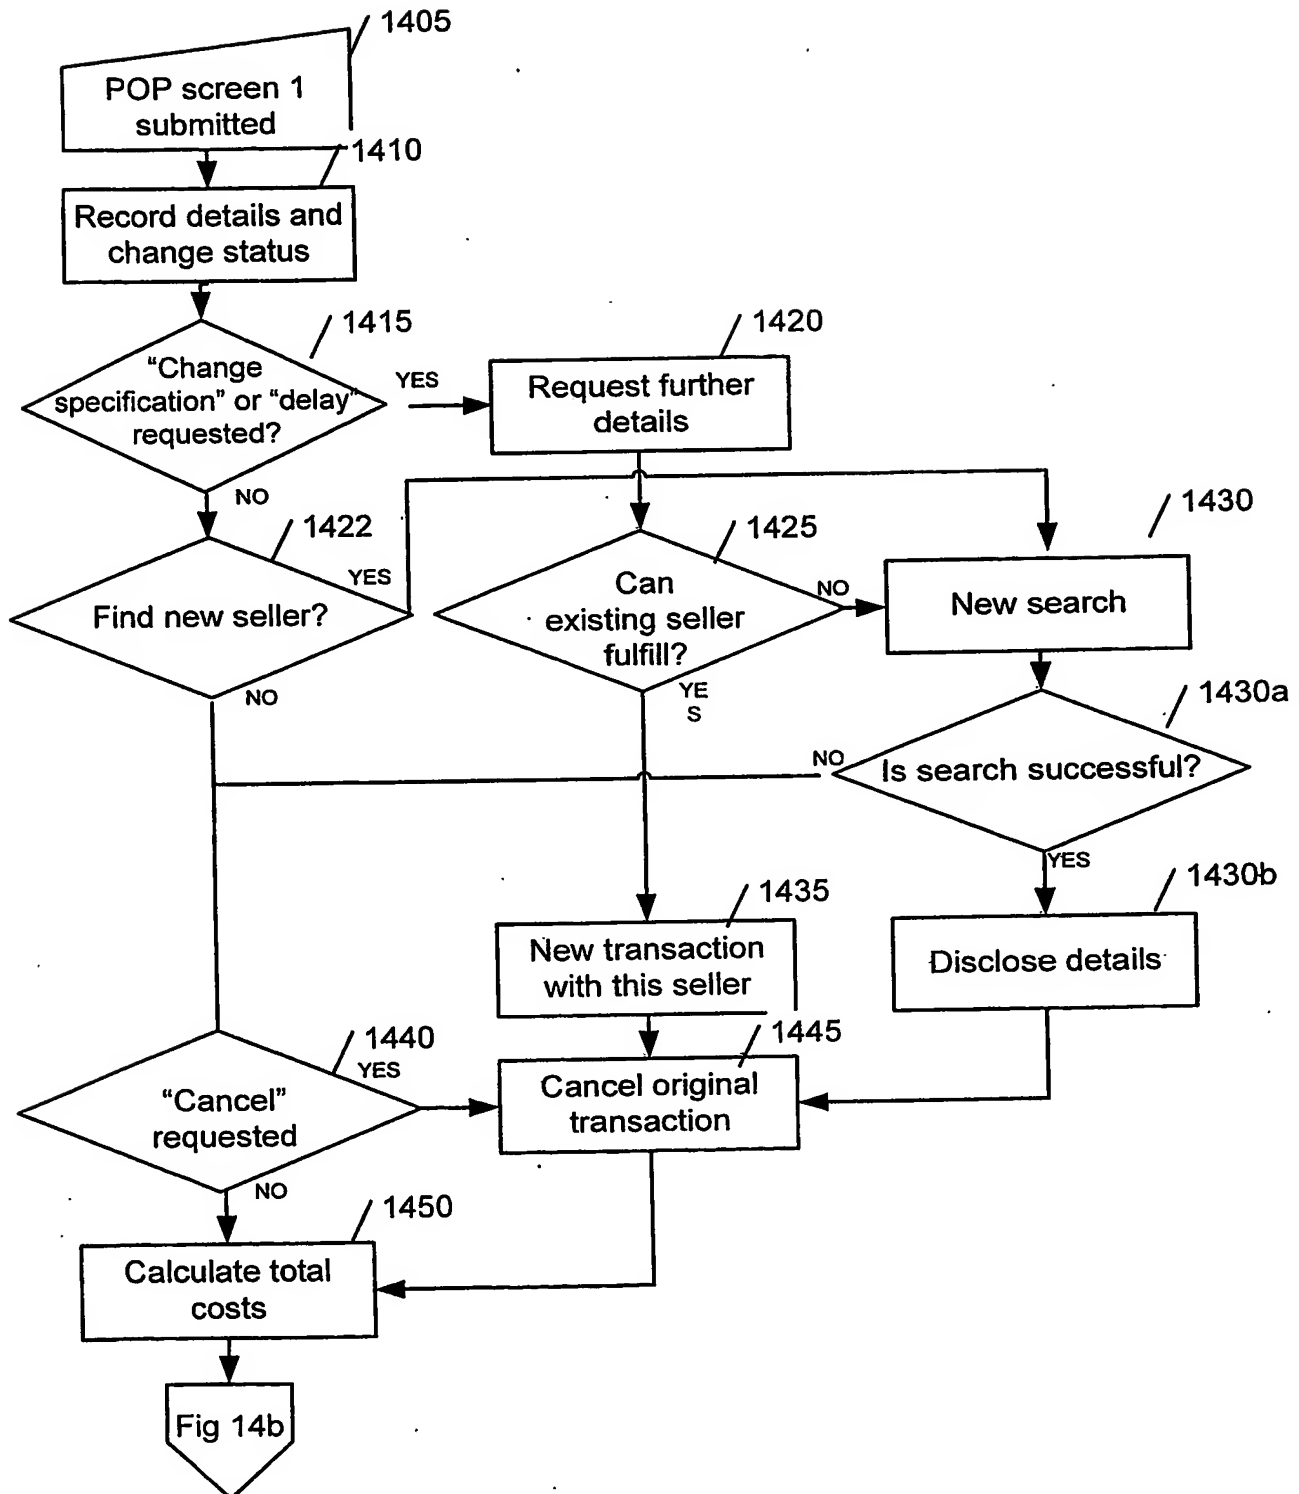 1405
POP screen 1
submitted
1410
Record details and
change status
1415
“Change
specification” or “delay”
requested?
YES
1420
Request further
details
NO
1422
Find new seller?
YES
NO
1425
Can
existing seller
fulfill?
NO
YE
S
1430
New search
1430a
Is search successful?
NO
YES
1430b
Disclose details
1435
New transaction
with this seller
1440
“Cancel”
requested
YES
NO
1445
Cancel original
transaction
1450
Calculate total
costs
Fig 14b